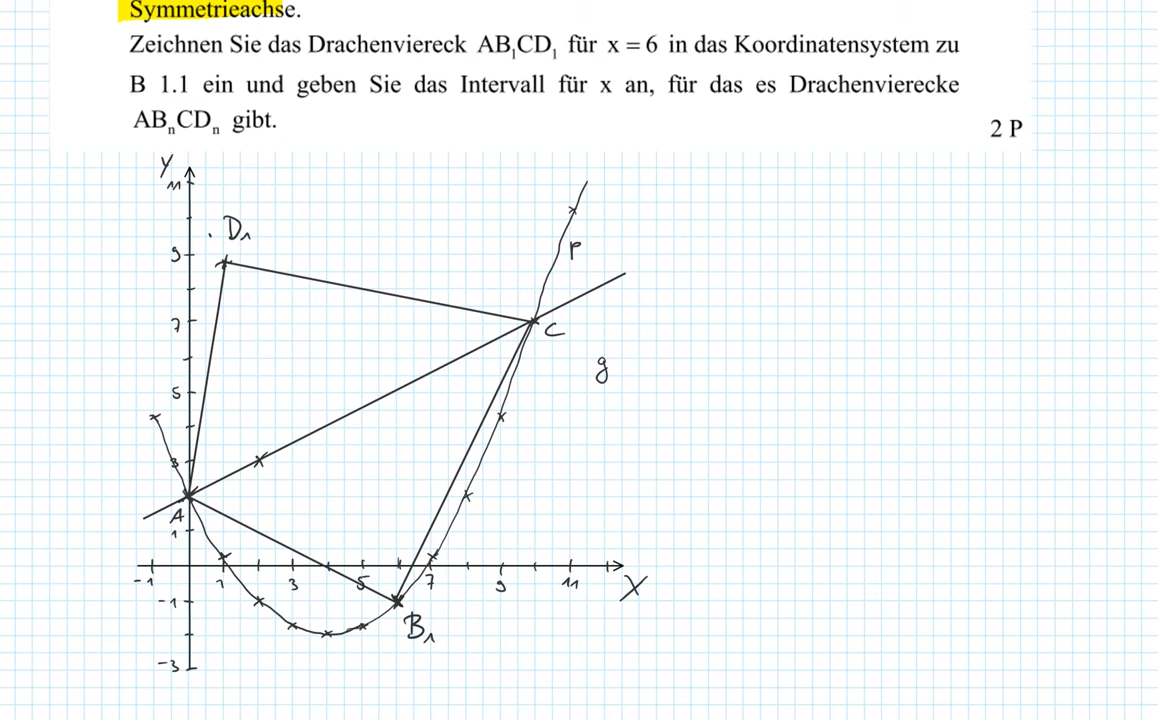 Symmetrieachse.
Zeichnen Sie das Drachenviereck AB₁CD₁ für x = 6 in das Koordinatensystem zu
B 1.1 ein und geben Sie das Intervall für x an, für das es Drachenvierecke
ABₙCDₙ gibt.
2 P
Y
11
D₁
9
p
7
C
g
5
3
A
1
-1 1 3 5 7 9 11 X
-1
B₁
-3